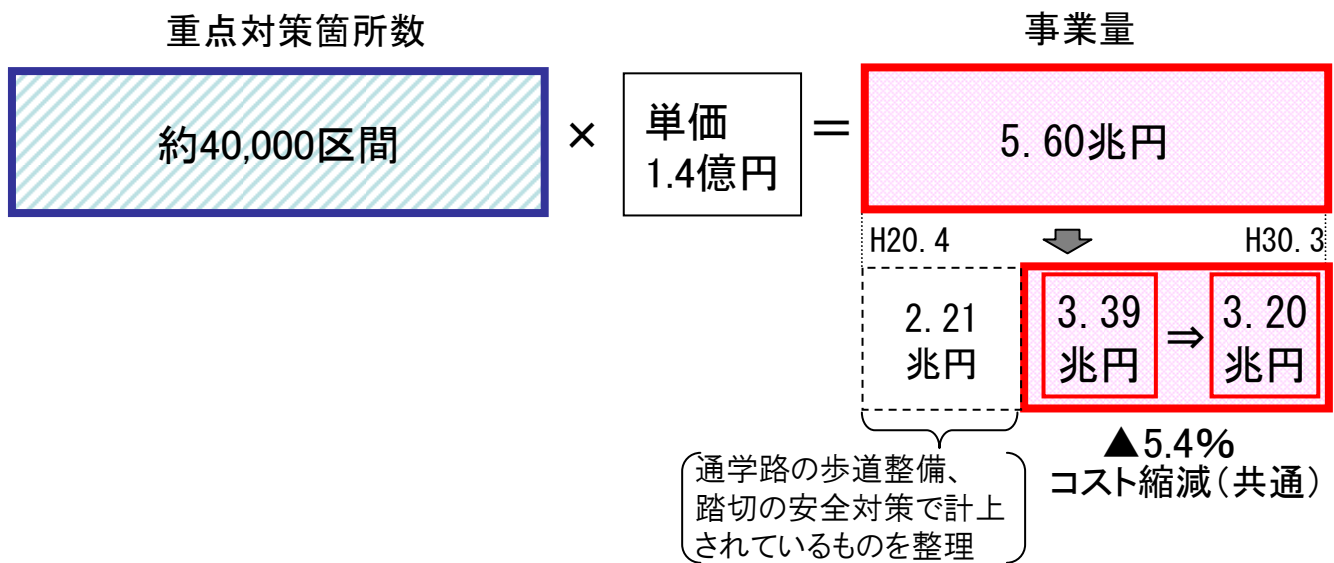 重点対策箇所数
約40,000区間
×
単価
1.4億円
＝
事業量
5.60兆円
H20.4
H30.3
2.21
兆円
3.39
兆円
⇒
3.20
兆円
▲5.4%
コスト縮減（共通）
通学路の歩道整備、
踏切の安全対策で計上
されているものを整理